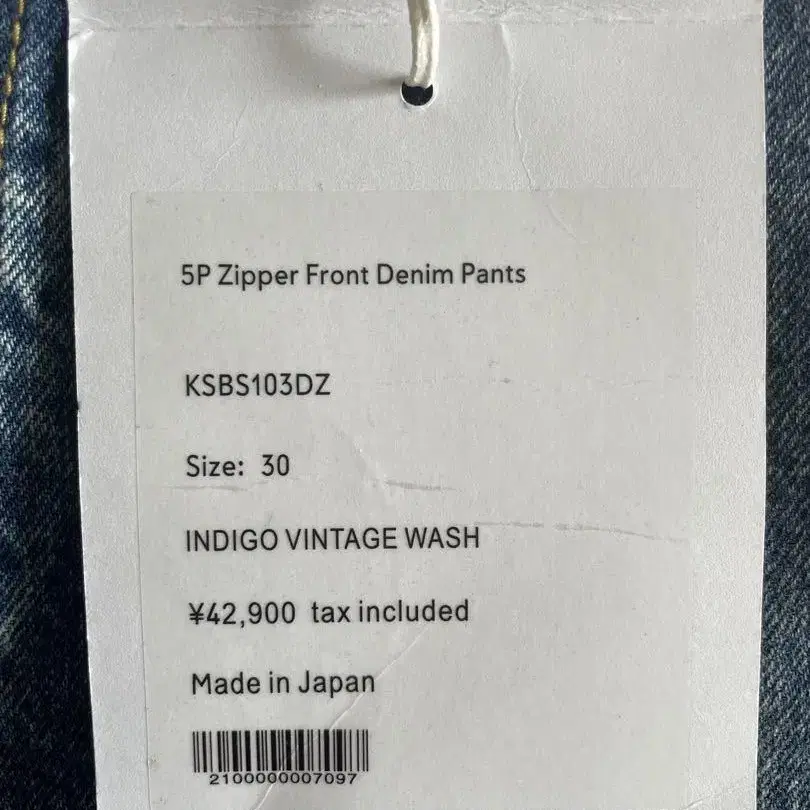 5P Zipper Front Denim Pants
KSBS103DZ
Size: 30
INDIGO VINTAGE WASH
¥42,900 tax included
Made in Japan
2100000007097